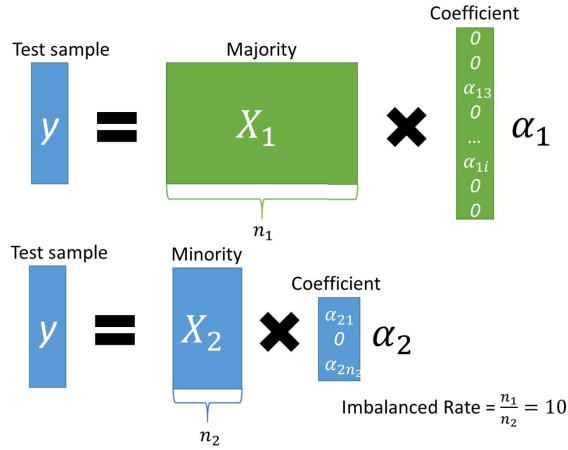 Coefficient
Test sample
Majority
y
=
X₁
×
0
0
α₁₃
0
...
α₁ᵢ
0
0
α₁
n₁
Test sample
Minority
Coefficient
y
=
X₂
×
α₂₁
0
α₂ₙ₂
α₂
n₂
Imbalanced Rate = n₁/n₂ = 10